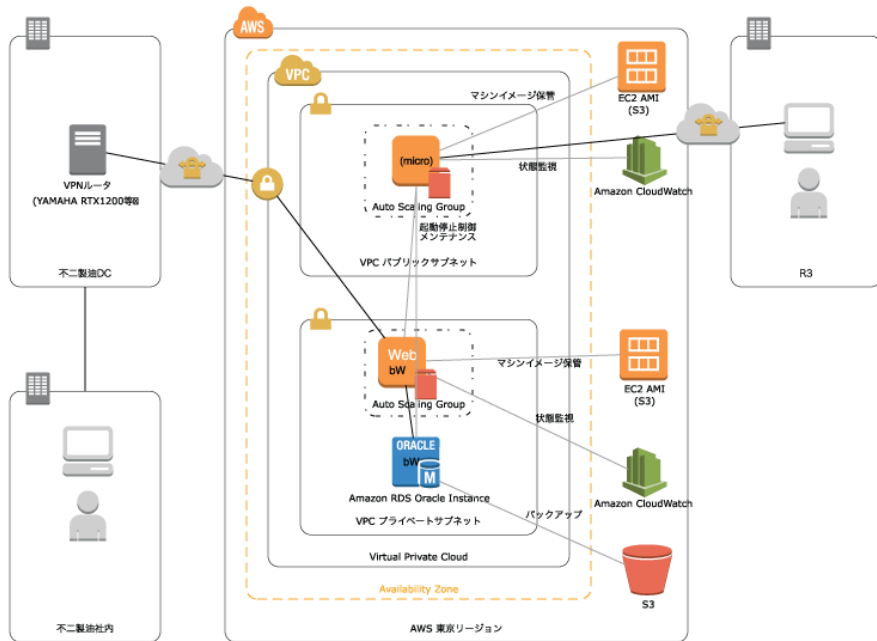 AWS
VPC
マシンイメージ保管
EC2 AMI
(S3)
(micro)
状態監視
Amazon CloudWatch
Auto Scaling Group
起動停止制御
メンテナンス
VPC パブリックサブネット
VPNルータ
(YAMAHA RTX1200等
不二製油DC
R3
Web
bW
マシンイメージ保管
EC2 AMI
(S3)
Auto Scaling Group
状態監視
ORACLE
bW
M
Amazon RDS Oracle Instance
Amazon CloudWatch
VPC プライベートサブネット
バックアップ
Virtual Private Cloud
Availability Zone
S3
不二製油社内
AWS 東京リージョン